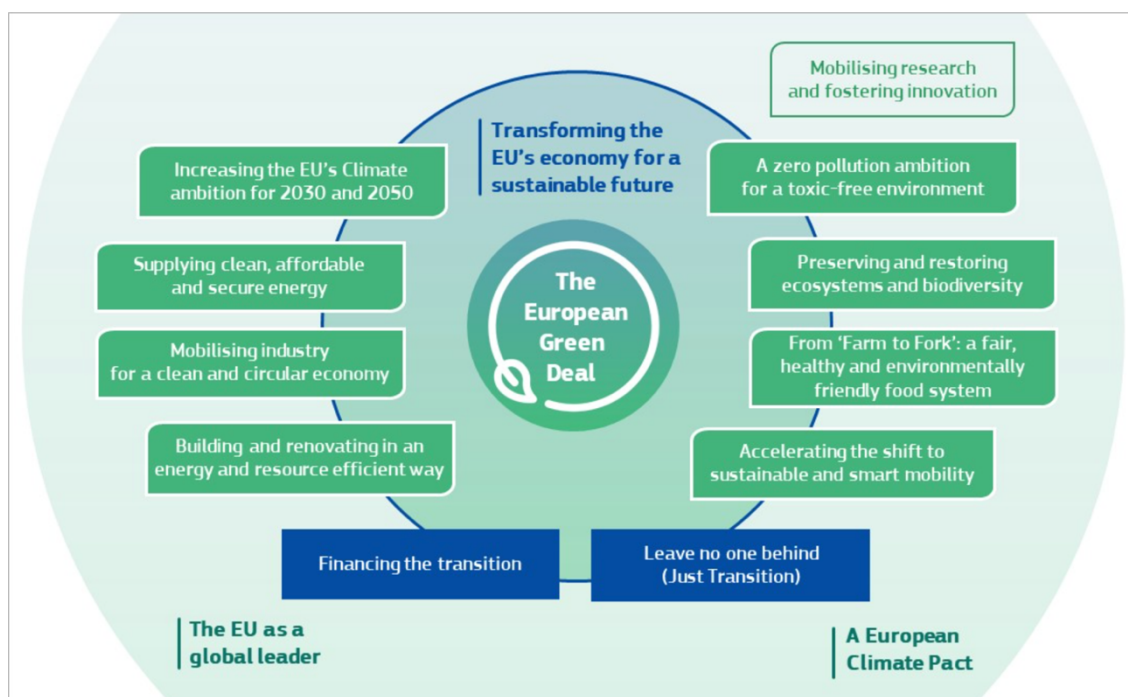 Mobilising research
and fostering innovation
Transforming the
EU's economy for a
sustainable future
Increasing the EU's Climate
ambition for 2030 and 2050
A zero pollution ambition
for a toxic-free environment
Supplying clean, affordable
and secure energy
Preserving and restoring
ecosystems and biodiversity
The
European
Green
Deal
Mobilising industry
for a clean and circular economy
From 'Farm to Fork': a fair,
healthy and environmentally
friendly food system
Building and renovating in an
energy and resource efficient way
Accelerating the shift to
sustainable and smart mobility
Financing the transition
Leave no one behind
(Just Transition)
The EU as a
global leader
A European
Climate Pact